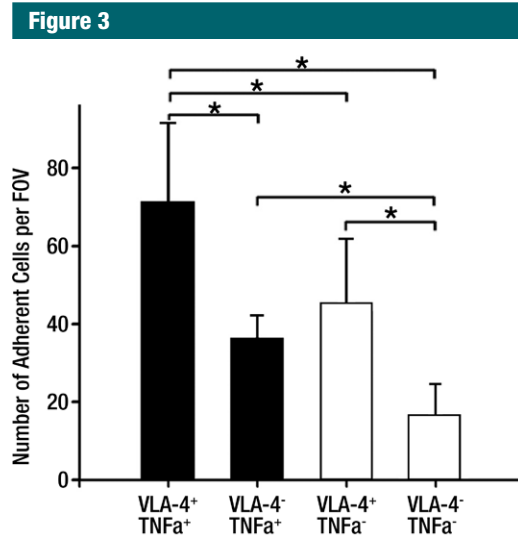 Figure 3
*
*
*
*
*
Number of Adherent Cells per FOV
80
60
40
20
0
VLA-4⁺ VLA-4⁻ VLA-4⁺ VLA-4⁻
TNFa⁺ TNFa⁺ TNFa⁻ TNFa⁻